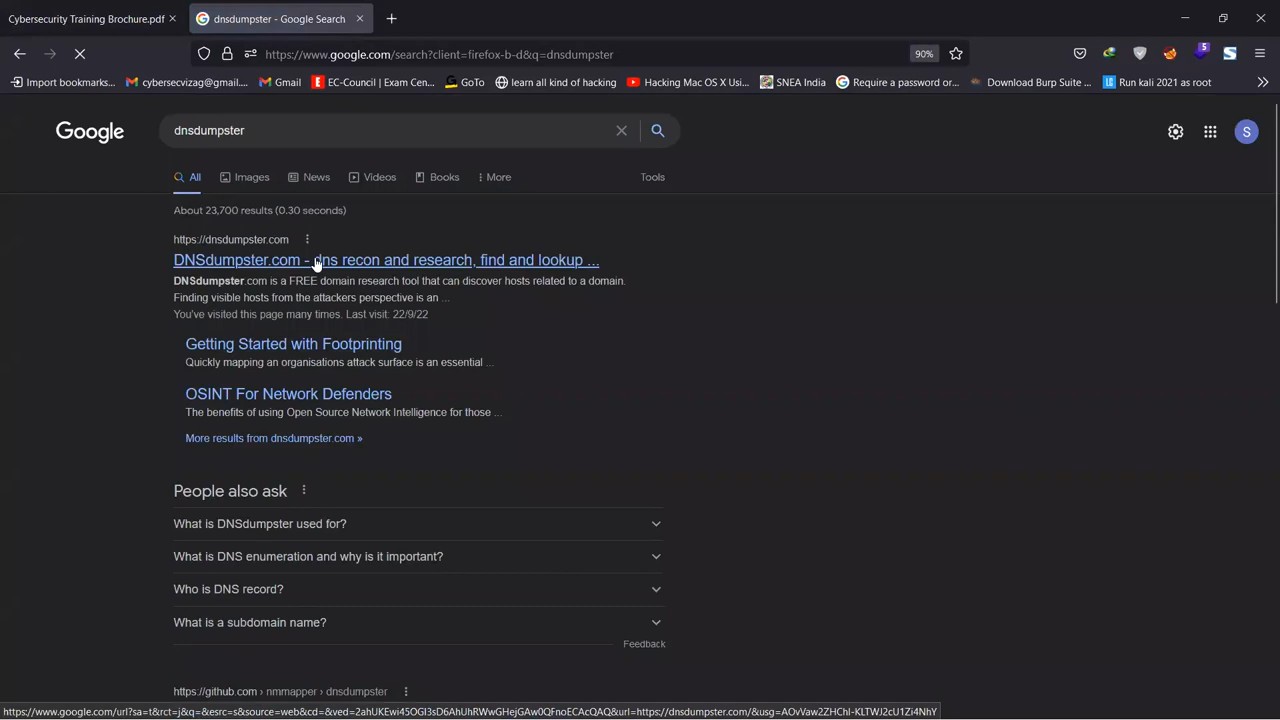 Cybersecurity Training Brochure.pdf
dnsdumpster - Google Search
https://www.google.com/search?client=firefox-b-d&q=dnsdumpster
90%
5
Import bookmarks...
cybersecvizag@gmail....
Gmail
EC-Council | Exam Cen...
GoTo
learn all kind of hacking
Hacking Mac OS X Usi...
SNEA India
Require a password or...
Download Burp Suite ...
Run kali 2021 as root
Google
dnsdumpster
S
All
Images
News
Videos
Books
More
Tools
About 23,700 results (0.30 seconds)
https://dnsdumpster.com
DNSdumpster.com - dns recon and research, find and lookup ...
DNSdumpster.com is a FREE domain research tool that can discover hosts related to a domain.
Finding visible hosts from the attackers perspective is an ...
You've visited this page many times. Last visit: 22/9/22
Getting Started with Footprinting
Quickly mapping an organisations attack surface is an essential ...
OSINT For Network Defenders
The benefits of using Open Source Network Intelligence for those ...
More results from dnsdumpster.com »
People also ask
What is DNSdumpster used for?
What is DNS enumeration and why is it important?
Who is DNS record?
What is a subdomain name?
Feedback
https://github.com › nmmapper › dnsdumpster